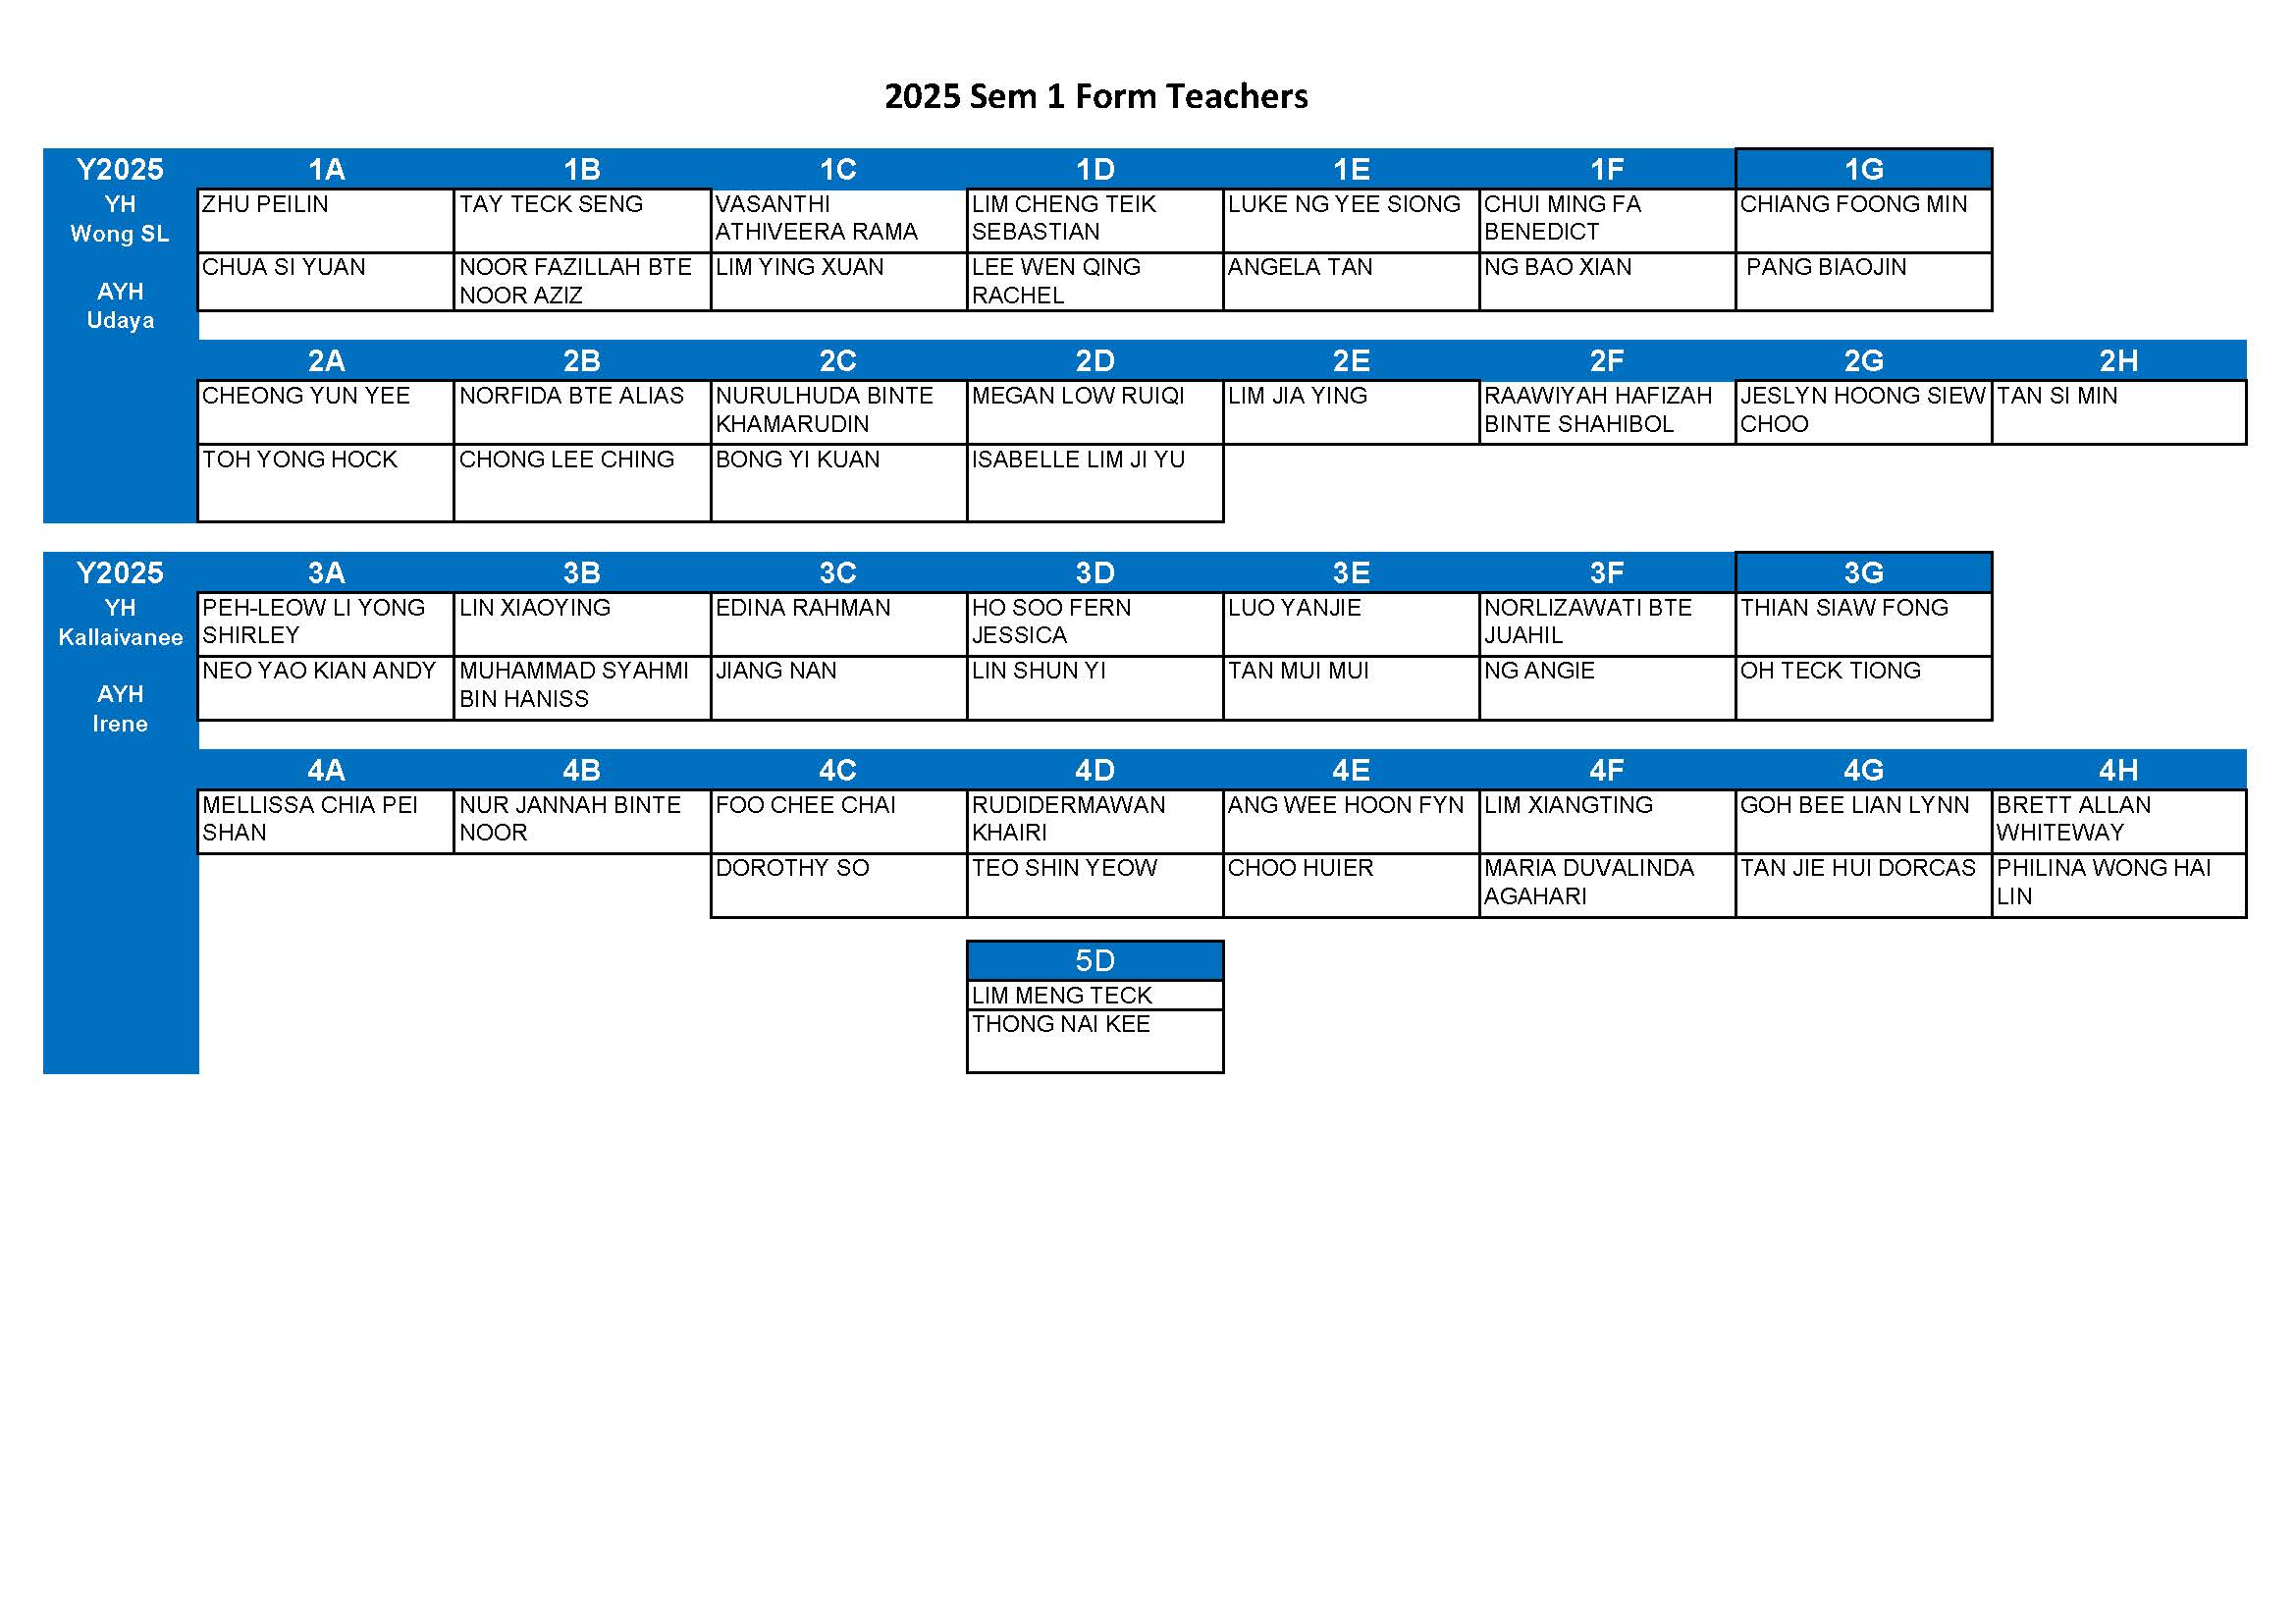 2025 Sem 1 Form Teachers
Y2025 1A 1B 1C 1D 1E 1F 1G
YH
Wong SL
AYH
Udaya
ZHU PEILIN
TAY TECK SENG
VASANTHI
ATHIVEERA RAMA
LIM CHENG TEIK
SEBASTIAN
LUKE NG YEE SIONG
CHUI MING FA
BENEDICT
CHIANG FOONG MIN
CHUA SI YUAN
NOOR FAZILLAH BTE
NOOR AZIZ
LIM YING XUAN
LEE WEN QING
RACHEL
ANGELA TAN
NG BAO XIAN
PANG BIAOJIN
2A 2B 2C 2D 2E 2F 2G 2H
CHEONG YUN YEE
NORFIDA BTE ALIAS
NURULHUDA BINTE
KHAMARUDIN
MEGAN LOW RUIQI
LIM JIA YING
RAAWIYAH HAFIZAH
BINTE SHAHIBOL
JESLYN HOONG SIEW
CHOO
TAN SI MIN
TOH YONG HOCK
CHONG LEE CHING
BONG YI KUAN
ISABELLE LIM JI YU
Y2025 3A 3B 3C 3D 3E 3F 3G
YH
Kallaivanee
AYH
Irene
PEH-LEOW LI YONG
SHIRLEY
LIN XIAOYING
EDINA RAHMAN
HO SOO FERN
JESSICA
LUO YANJIE
NORLIZAWATI BTE
JUAHIL
THIAN SIAW FONG
NEO YAO KIAN ANDY
MUHAMMAD SYAHMI
BIN HANISS
JIANG NAN
LIN SHUN YI
TAN MUI MUI
NG ANGIE
OH TECK TIONG
4A 4B 4C 4D 4E 4F 4G 4H
MELLISSA CHIA PEI
SHAN
NUR JANNAH BINTE
NOOR
FOO CHEE CHAI
RUDIDERMAWAN
KHAIRI
ANG WEE HOON FYN
LIM XIANGTING
GOH BEE LIAN LYNN
BRETT ALLAN
WHITEWAY
DOROTHY SO
TEO SHIN YEOW
CHOO HUIER
MARIA DUVALINDA
AGAHARI
TAN JIE HUI DORCAS
PHILINA WONG HAI
LIN
5D
LIM MENG TECK
THONG NAI KEE